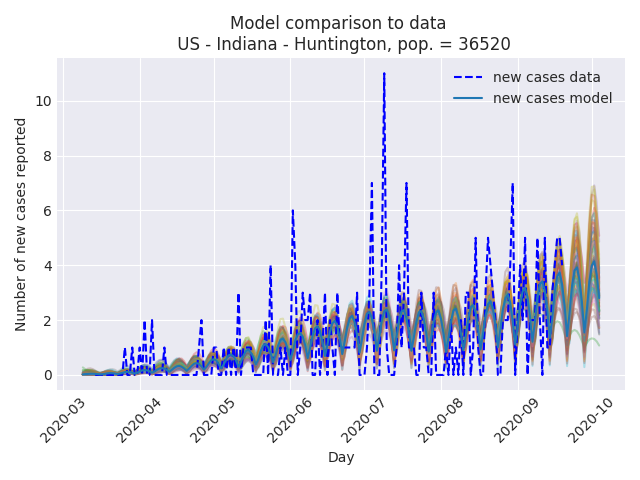 Model comparison to data
US - Indiana - Huntington, pop. = 36520
new cases data
new cases model
Number of new cases reported
10
8
6
4
2
0
2020-03
2020-04
2020-05
2020-06
2020-07
2020-08
2020-09
2020-10
Day